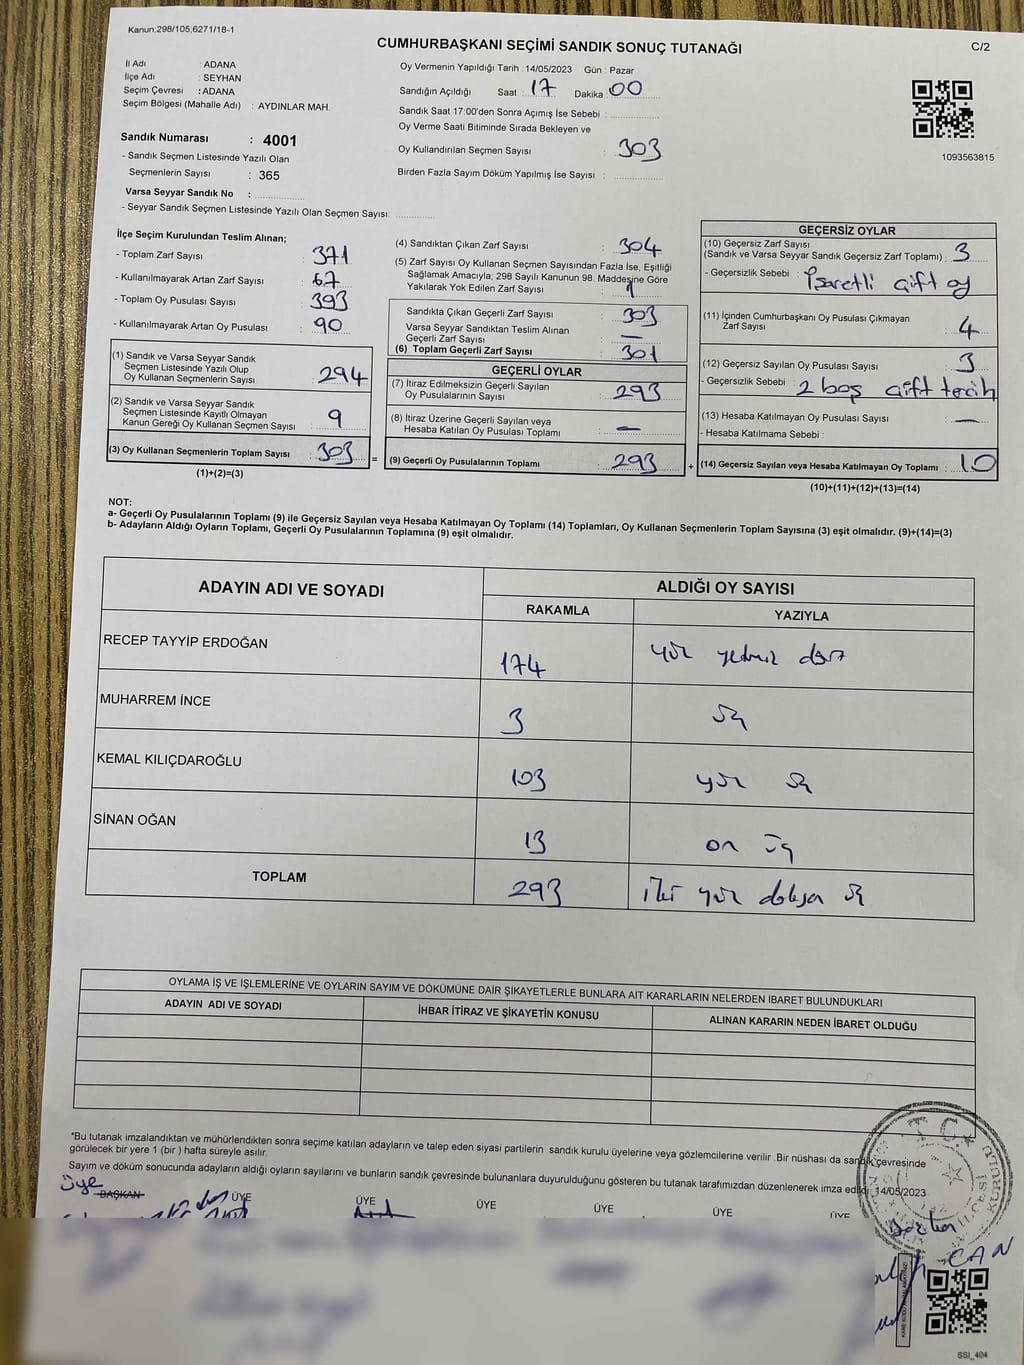 Kanun:298/105,6271/18-1
CUMHURBAŞKANI SEÇİMİ SANDIK SONUÇ TUTANAĞI
C/2
İl Adı : ADANA
İlçe Adı : SEYHAN
Seçim Çevresi : ADANA
Seçim Bölgesi (Mahalle Adı) : AYDINLAR MAH.
Oy Vermenin Yapıldığı Tarih : 14/05/2023 Gün : Pazar
Sandığın Açıldığı Saat : 17 Dakika : 00
Sandık Saat 17:00'den Sonra Açımış İse Sebebi :
Oy Verme Saati Bitiminde Sırada Bekleyen ve
Oy Kullandırılan Seçmen Sayısı : 303
Birden Fazla Sayım Döküm Yapılmış İse Sayısı :
1093563815
Sandık Numarası : 4001
- Sandık Seçmen Listesinde Yazılı Olan
Seçmenlerin Sayısı : 365
Varsa Seyyar Sandık No :
- Seyyar Sandık Seçmen Listesinde Yazılı Olan Seçmen Sayısı:
İlçe Seçim Kurulundan Teslim Alınan;
- Toplam Zarf Sayısı : 371
- Kullanılmayarak Artan Zarf Sayısı : 67
- Toplam Oy Pusulası Sayısı : 393
- Kullanılmayarak Artan Oy Pusulası : 90
(1) Sandık ve Varsa Seyyar Sandık
Seçmen Listesinde Yazılı Olup
Oy Kullanan Seçmenlerin Sayısı : 294
(2) Sandık ve Varsa Seyyar Sandık
Seçmen Listesinde Kayıtlı Olmayan
Kanun Gereği Oy Kullanan Seçmen Sayısı : 9
(3) Oy Kullanan Seçmenlerin Toplam Sayısı : 303
(1)+(2)=(3)
(4) Sandıktan Çıkan Zarf Sayısı : 304
(5) Zarf Sayısı Oy Kullanan Seçmen Sayısından Fazla İse, Eşitliği
Sağlamak Amacıyla, 298 Sayılı Kanunun 98. Maddesine Göre
Yakılarak Yok Edilen Zarf Sayısı : 1
Sandıkta Çıkan Geçerli Zarf Sayısı : 303
Varsa Seyyar Sandıktan Teslim Alınan
Geçerli Zarf Sayısı : —
(6) Toplam Geçerli Zarf Sayısı : 301
GEÇERLİ OYLAR
(7) İtiraz Edilmeksizin Geçerli Sayılan
Oy Pusulalarının Sayısı : 293
(8) İtiraz Üzerine Geçerli Sayılan veya
Hesaba Katılan Oy Pusulası Toplamı : —
= (9) Geçerli Oy Pusulalarının Toplamı : 293
GEÇERSİZ OYLAR
(10) Geçersiz Zarf Sayısı
(Sandık ve Varsa Seyyar Sandık Geçersiz Zarf Toplamı) : 3
- Geçersizlik Sebebi : İşaretli çift oy
(11) İçinden Cumhurbaşkanı Oy Pusulası Çıkmayan
Zarf Sayısı : 4
(12) Geçersiz Sayılan Oy Pusulası Sayısı : 3
- Geçersizlik Sebebi : 2 boş çift tercih
(13) Hesaba Katılmayan Oy Pusulası Sayısı : —
- Hesaba Katılmama Sebebi :
+ (14) Geçersiz Sayılan veya Hesaba Katılmayan Oy Toplamı : 10
(10)+(11)+(12)+(13)=(14)
NOT:
a- Geçerli Oy Pusulalarının Toplamı (9) ile Geçersiz Sayılan veya Hesaba Katılmayan Oy Toplamı (14) Toplamları, Oy Kullanan Seçmenlerin Toplam Sayısına (3) eşit olmalıdır. (9)+(14)=(3)
b- Adayların Aldığı Oyların Toplamı, Geçerli Oy Pusulalarının Toplamına (9) eşit olmalıdır.
ADAYIN ADI VE SOYADI
ALDIĞI OY SAYISI
RAKAMLA YAZIYLA
RECEP TAYYİP ERDOĞAN 174 yüz yetmiş dört
MUHARREM İNCE 3 üç
KEMAL KILIÇDAROĞLU 103 yüz üç
SİNAN OĞAN 13 on üç
TOPLAM 293 iki yüz doksan üç
OYLAMA İŞ VE İŞLEMLERİNE VE OYLARIN SAYIM VE DÖKÜMÜNE DAİR ŞİKAYETLERLE BUNLARA AİT KARARLARIN NELERDEN İBARET BULUNDUKLARI
ADAYIN ADI VE SOYADI İHBAR İTİRAZ VE ŞİKAYETİN KONUSU ALINAN KARARIN NEDEN İBARET OLDUĞU
*Bu tutanak imzalandıktan ve mühürlendikten sonra seçime katılan adayların ve talep eden siyasi partilerin sandık kurulu üyelerine veya gözlemcilerine verilir .Bir nüshası da sandık çevresinde
görülecek bir yere 1 (bir ) hafta süreyle asılır.
Sayım ve döküm sonucunda adayların aldığı oyların sayılarını ve bunların sandık çevresinde bulunanlara duyurulduğunu gösteren bu tutanak tarafımızdan düzenlenerek imza edildi. 14/05/2023
üye
BAŞKAN ÜYE ÜYE ÜYE ÜYE ÜYE ÜYE
T.C.
CAN
SSI_404